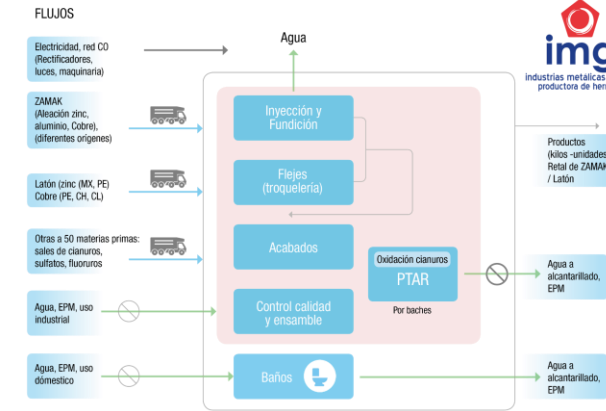 FLUJOS
Electricidad, red CO
(Rectificadores,
luces, maquinaria)
ZAMAK
(Aleación zinc,
aluminio, Cobre),
(diferentes orígenes)
Latón (zinc (MX, PE)
Cobre (PE, CH, CL)
Otras a 50 materias primas:
sales de cianuros,
sulfatos, fluoruros
Agua, EPM, uso
industrial
Agua, EPM, uso
dómestico
Agua
Inyección y
Fundición
Flejes
(troquelería)
Acabados
Control calidad
y ensamble
Baños
Oxidación cianuros
PTAR
Por baches
img
industrias metálicas
productora de her
Productos
(kilos -unidades
Retal de ZAMAK
/ Latón
Agua a
alcantarillado,
EPM
Agua a
alcantarillado,
EPM